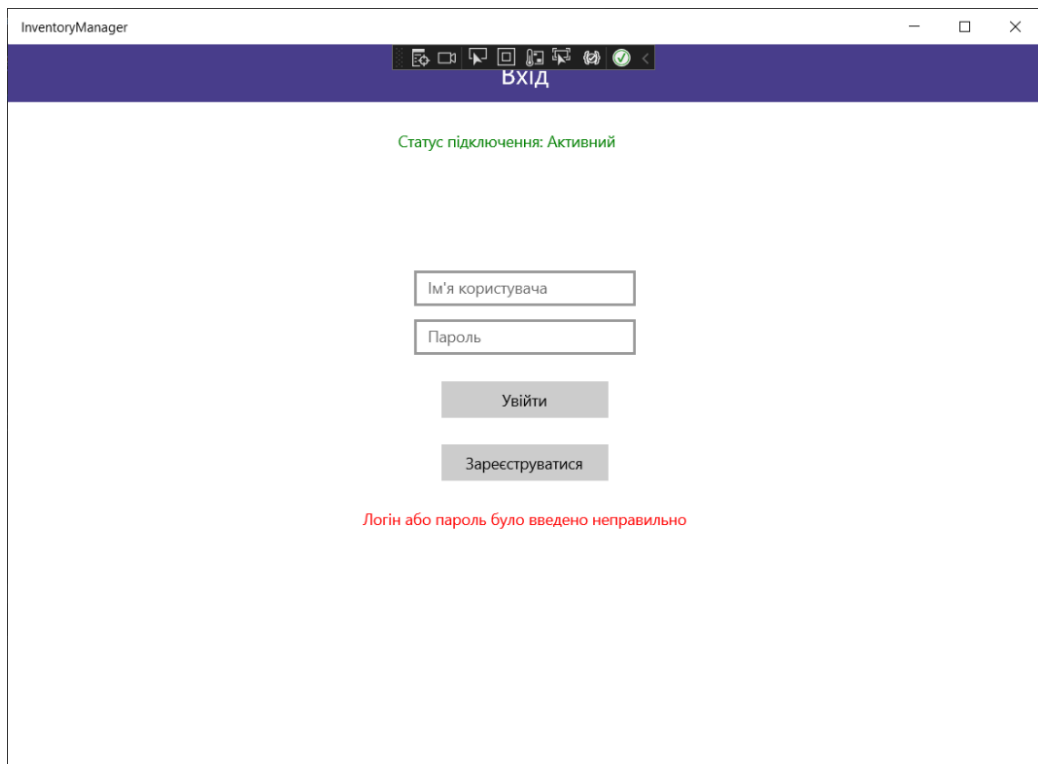 InventoryManager
Вхід
Статус підключення: Активний
Ім'я користувача
Пароль
Увійти
Зареєструватися
Логін або пароль було введено неправильно